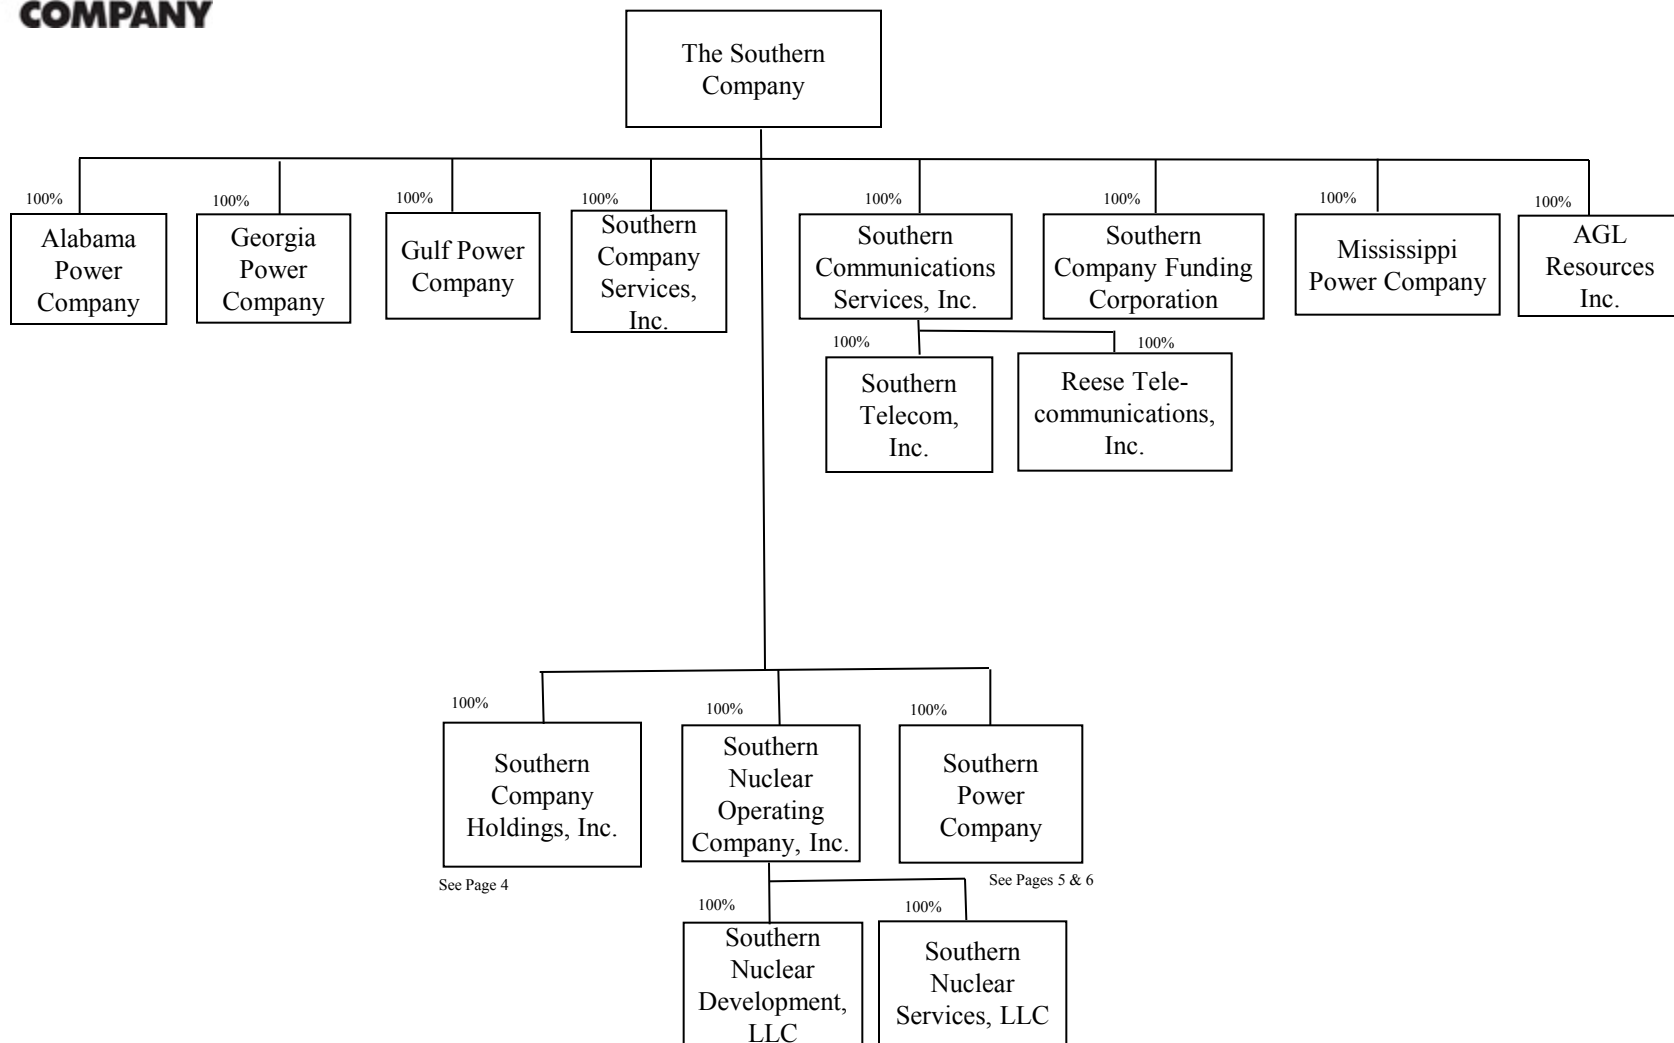 COMPANY
The Southern
Company
100%
Alabama
Power
Company
100%
Georgia
Power
Company
100%
Gulf Power
Company
100%
Southern
Company
Services,
Inc.
100%
Southern
Communications
Services, Inc.
100%
Southern
Company Funding
Corporation
100%
Mississippi
Power Company
100%
AGL
Resources
Inc.
100%
Southern
Telecom,
Inc.
100%
Reese Tele-
communications,
Inc.
100%
Southern
Company
Holdings, Inc.
See Page 4
100%
Southern
Nuclear
Operating
Company, Inc.
100%
Southern
Power
Company
See Pages 5 & 6
100%
Southern
Nuclear
Development,
LLC
100%
Southern
Nuclear
Services, LLC